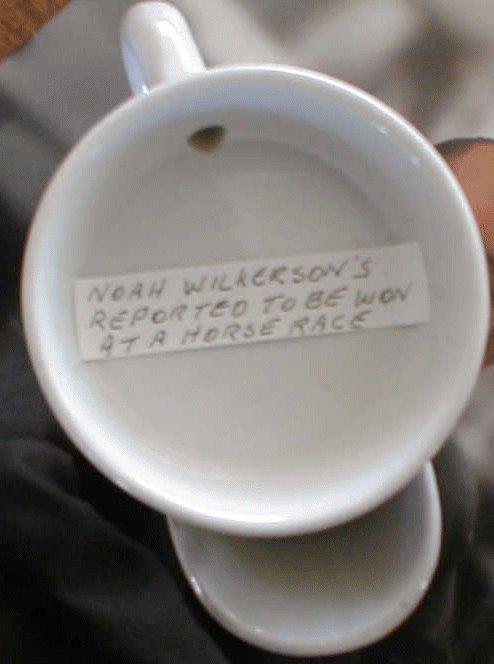 NOAH WILKERSON'S
REPORTED TO BE WON
AT A HORSE RACE